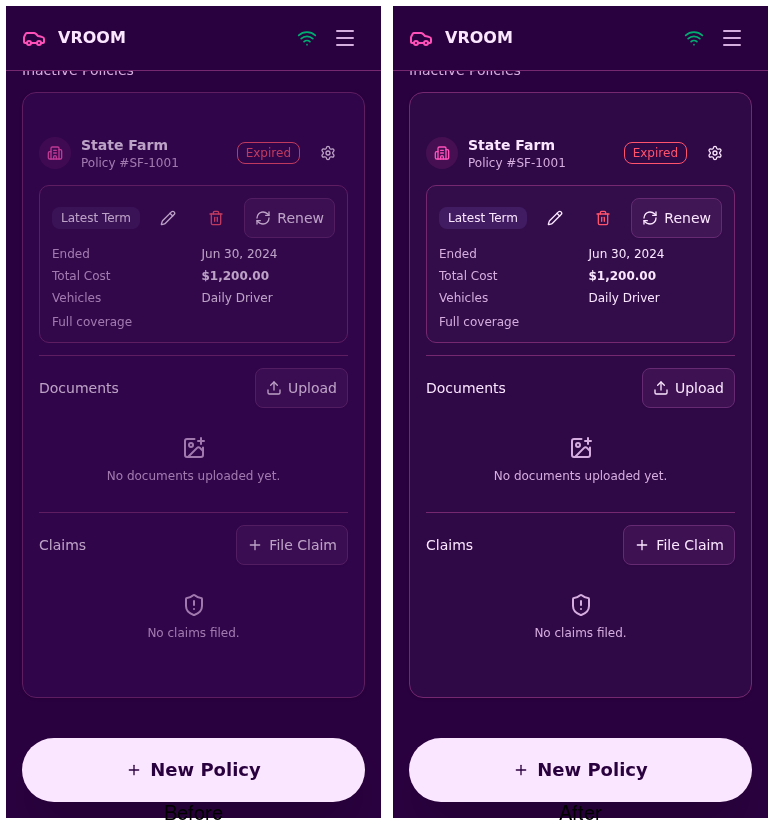 VROOM
Inactive Policies
State Farm
Policy #SF-1001
Expired
Latest Term
Renew
Ended Jun 30, 2024
Total Cost $1,200.00
Vehicles Daily Driver
Full coverage
Documents
Upload
No documents uploaded yet.
Claims
File Claim
No claims filed.
New Policy
Before
VROOM
Inactive Policies
State Farm
Policy #SF-1001
Expired
Latest Term
Renew
Ended Jun 30, 2024
Total Cost $1,200.00
Vehicles Daily Driver
Full coverage
Documents
Upload
No documents uploaded yet.
Claims
File Claim
No claims filed.
New Policy
After